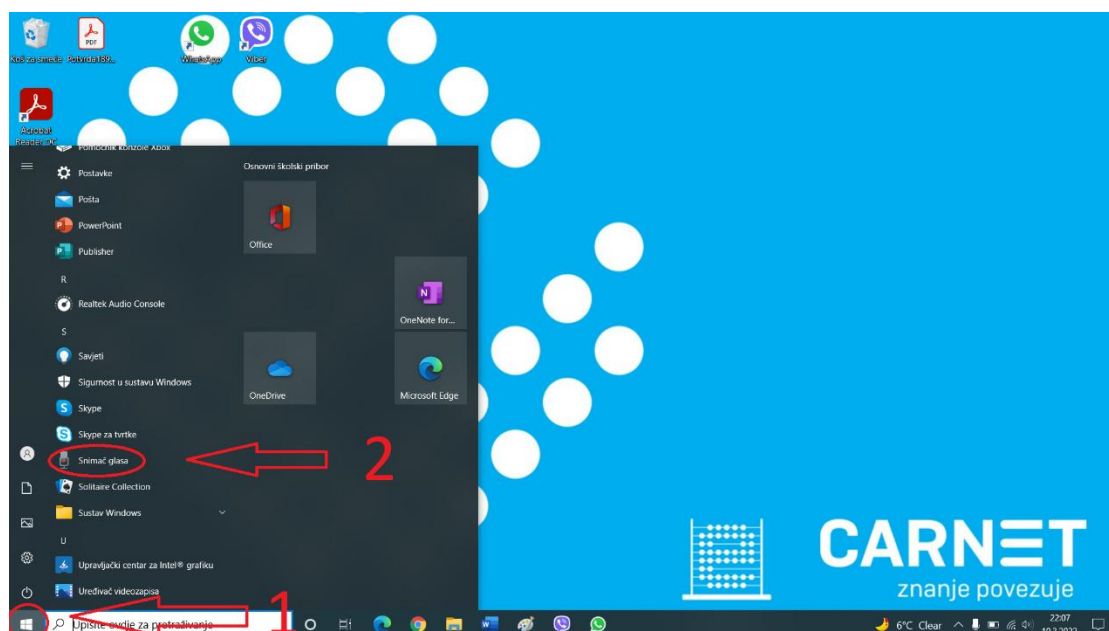 Koš za smeće
Potvrda189...
WhatsApp
Viber
Acrobat
Reader DC
Pomoćnik konzole Xbox
Postavke
Pošta
PowerPoint
Publisher
R
Realtek Audio Console
S
Savjeti
Sigurnost u sustavu Windows
Skype
Skype za tvrtke
Snimač glasa
Solitaire Collection
Sustav Windows
U
Upravljački centar za Intel® grafiku
Uređivač videozapisa
Osnovni školski pribor
Office
OneNote for...
OneDrive
Microsoft Edge
2
1
CARNET
znanje povezuje
Upišite ovdje za pretraživanje
6°C Clear
22:07
10.3.2022.